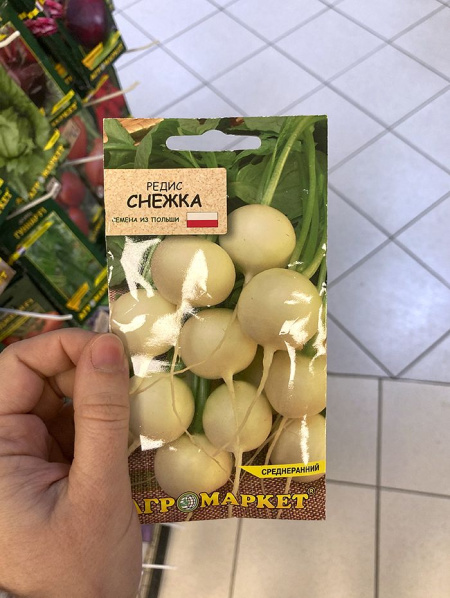 РЕДИС
СНЕЖКА
СЕМЕНА ИЗ ПОЛЬШИ
СРЕДНЕРАННИЙ
АГРОМАРКЕТ®